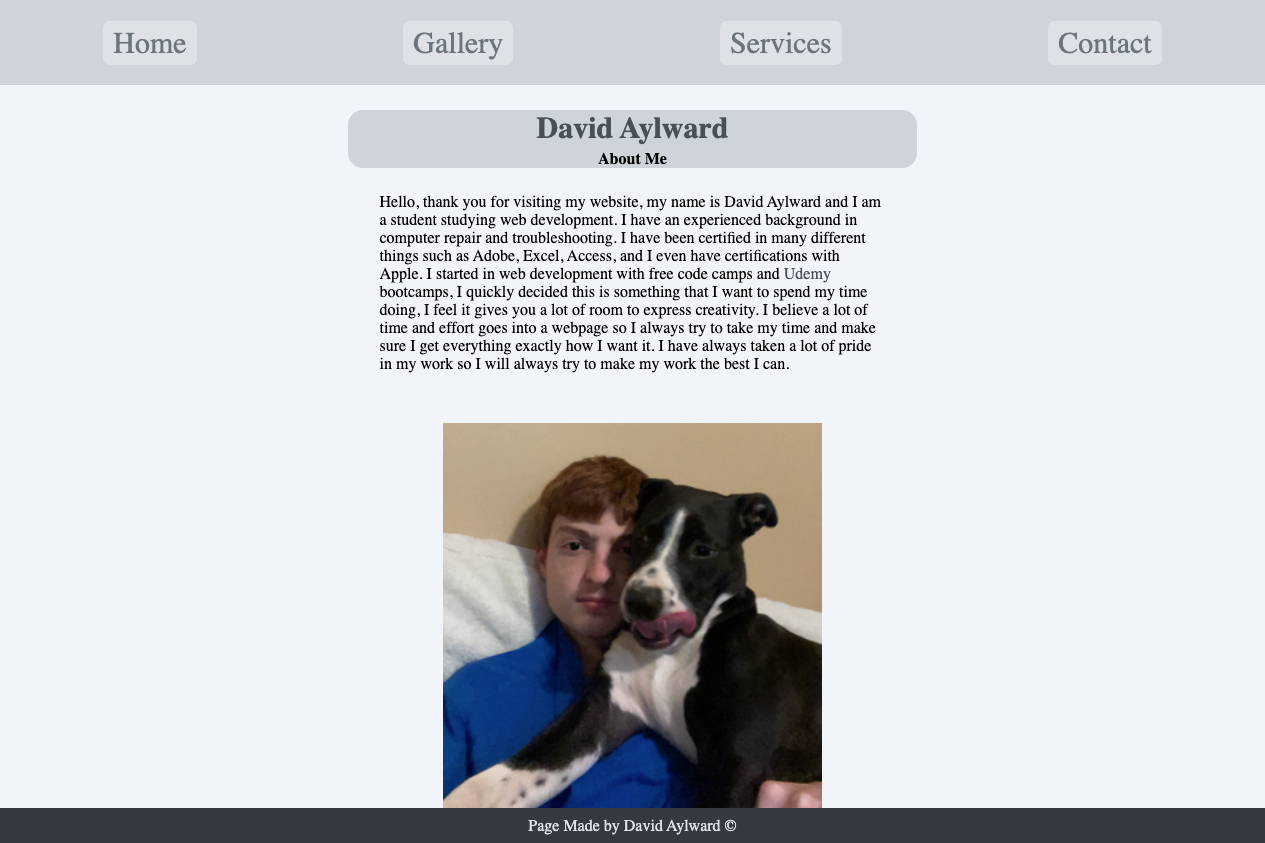 Home Gallery Services Contact
David Aylward
About Me
Hello, thank you for visiting my website, my name is David Aylward and I am
a student studying web development. I have an experienced background in
computer repair and troubleshooting. I have been certified in many different
things such as Adobe, Excel, Access, and I even have certifications with
Apple. I started in web development with free code camps and Udemy
bootcamps, I quickly decided this is something that I want to spend my time
doing, I feel it gives you a lot of room to express creativity. I believe a lot of
time and effort goes into a webpage so I always try to take my time and make
sure I get everything exactly how I want it. I have always taken a lot of pride
in my work so I will always try to make my work the best I can.
Page Made by David Aylward ©